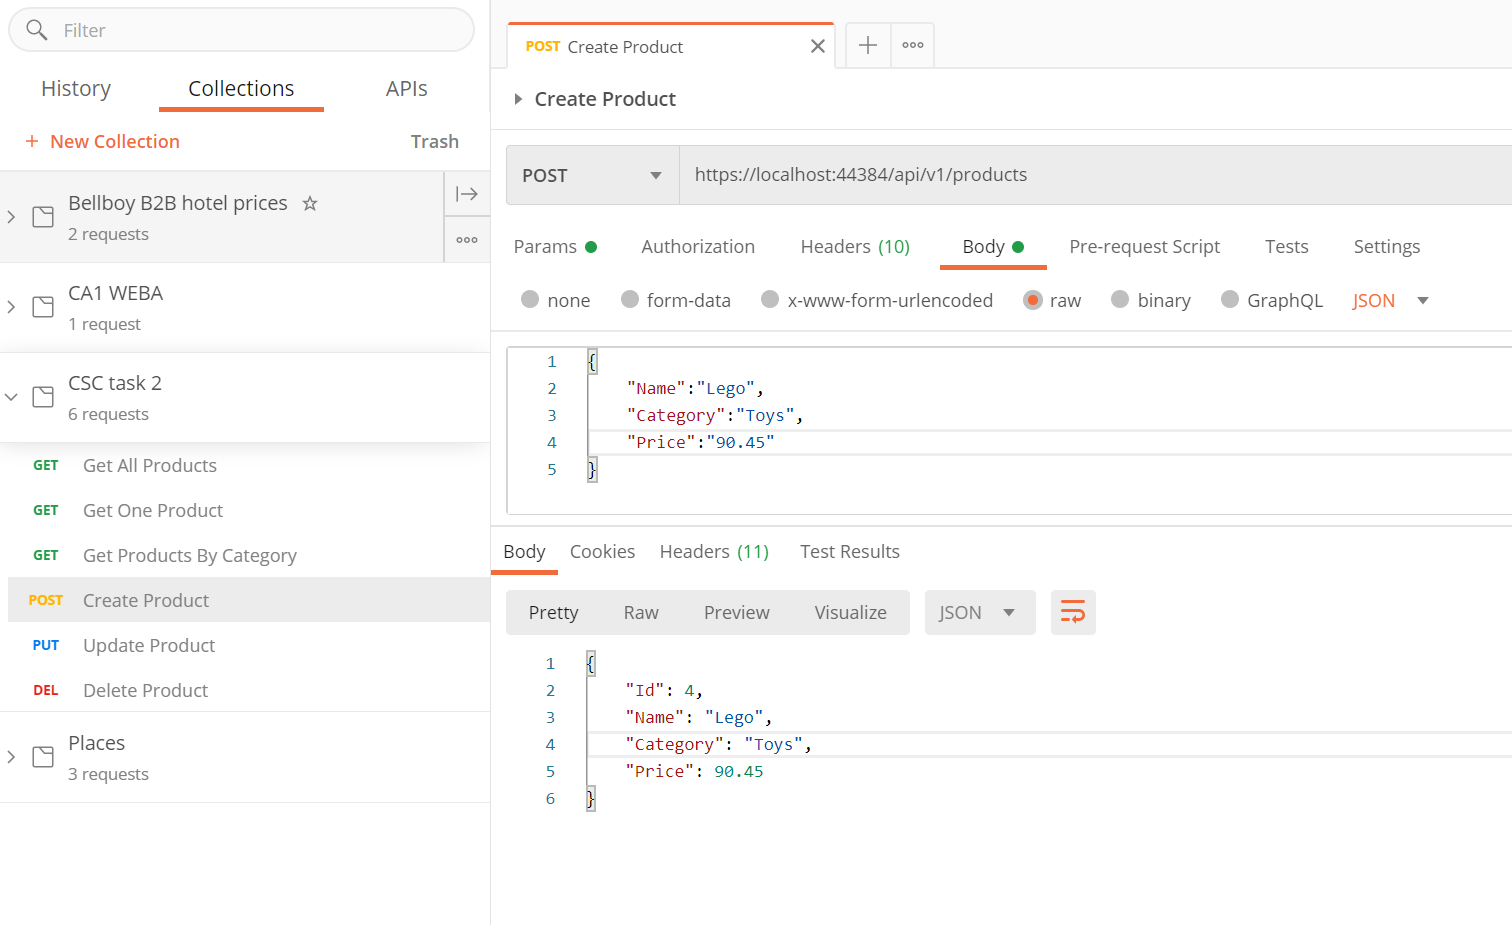 Filter
History Collections APIs
+ New Collection Trash
Bellboy B2B hotel prices
2 requests
CA1 WEBA
1 request
CSC task 2
6 requests
GET Get All Products
GET Get One Product
GET Get Products By Category
POST Create Product
PUT Update Product
DEL Delete Product
Places
3 requests
POST Create Product
Create Product
POST https://localhost:44384/api/v1/products
Params Authorization Headers (10) Body Pre-request Script Tests Settings
none form-data x-www-form-urlencoded raw binary GraphQL JSON
1 {
2 "Name":"Lego",
3 "Category":"Toys",
4 "Price":"90.45"
5 }
Body Cookies Headers (11) Test Results
Pretty Raw Preview Visualize JSON
1 {
2 "Id": 4,
3 "Name": "Lego",
4 "Category": "Toys",
5 "Price": 90.45
6 }